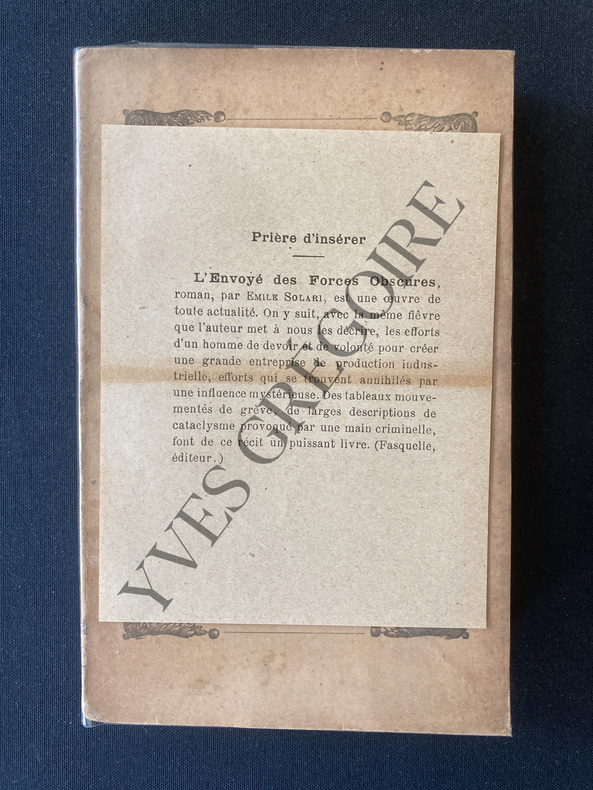 Prière d'insérer
L'Envoyé des Forces Obscures,
roman, par EMILE SOLARI, est une œuvre de
toute actualité. On y suit, avec la même fièvre
que l'auteur met à nous les décrire, les efforts
d'un homme de devoir et de volonté pour créer
une grande entreprise de production indus-
trielle, efforts qui se trouvent annihilés par
une influence mystérieuse. Des tableaux mouve-
mentés de grève, de larges descriptions de
cataclysme provoqué par une main criminelle,
font de ce récit un puissant livre. (Fasquelle,
éditeur.)
YVES GRÉGOIRE